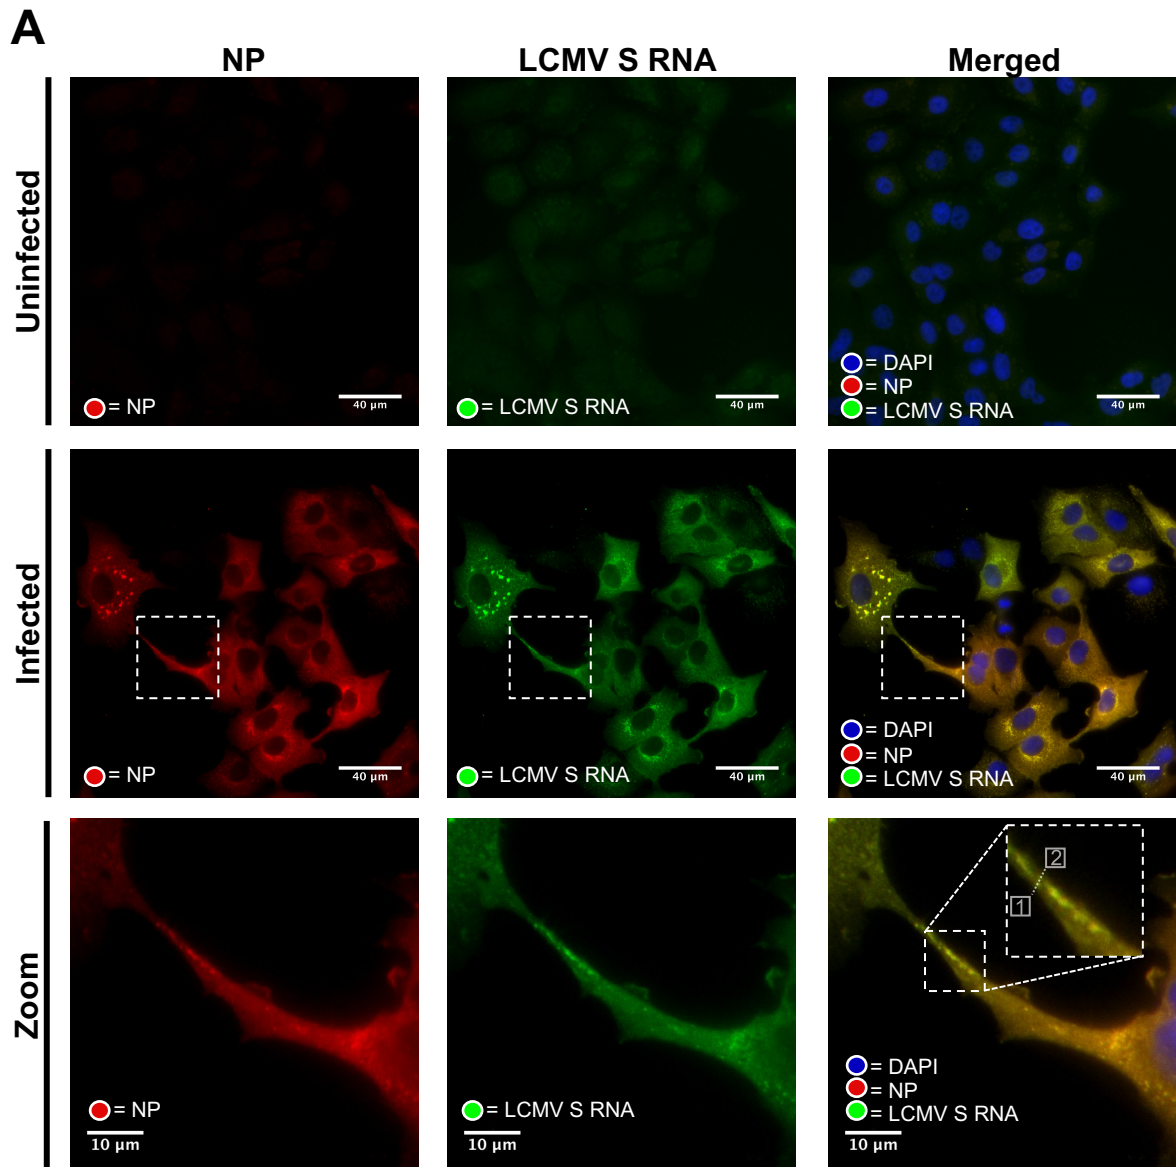 A
NP
LCMV S RNA
Merged
Uninfected
= NP
40 µm
= LCMV S RNA
40 µm
= DAPI
= NP
= LCMV S RNA
40 µm
Infected
= NP
40 µm
= LCMV S RNA
40 µm
= DAPI
= NP
= LCMV S RNA
40 µm
Zoom
= NP
10 µm
= LCMV S RNA
10 µm
2
1
= DAPI
= NP
= LCMV S RNA
10 µm